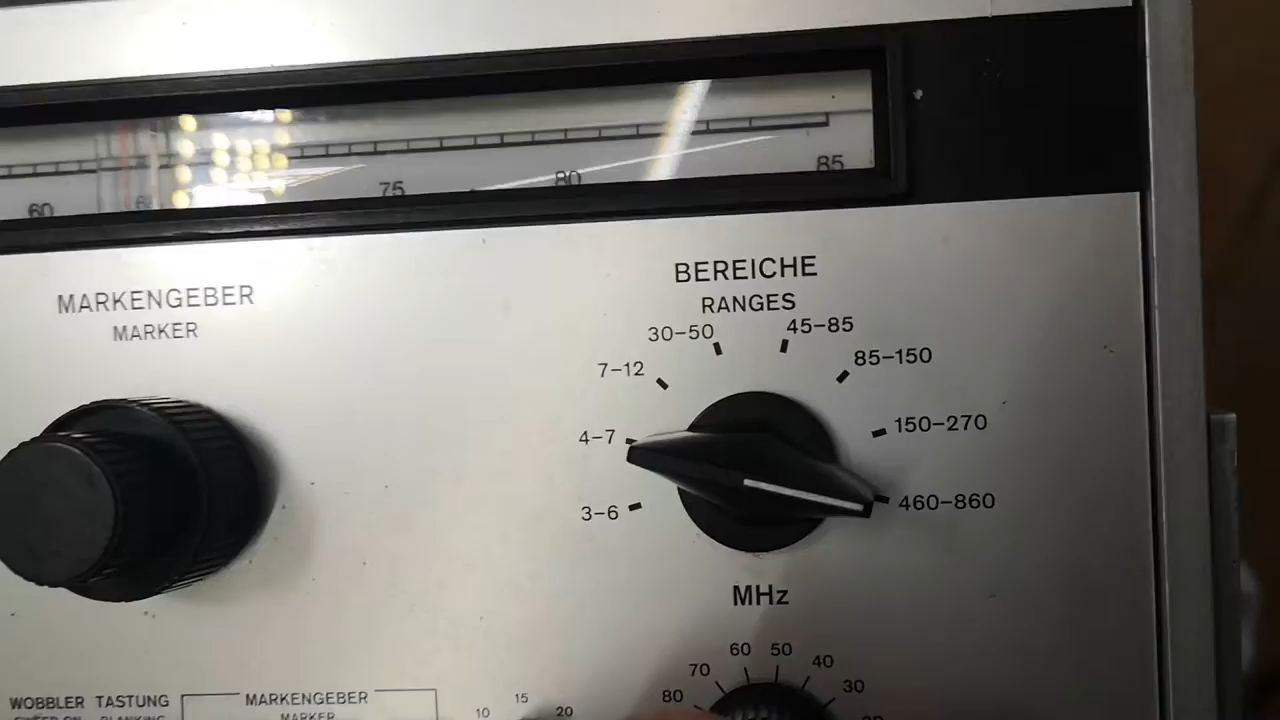 60
75
80
85
MARKENGEBER
MARKER
BEREICHE
RANGES
30–50
45–85
7–12
85–150
4–7
150–270
3–6
460–860
MHz
60
50
70
40
80
30
WOBBLER TASTUNG
MARKENGEBER
MARKER
15
10
20